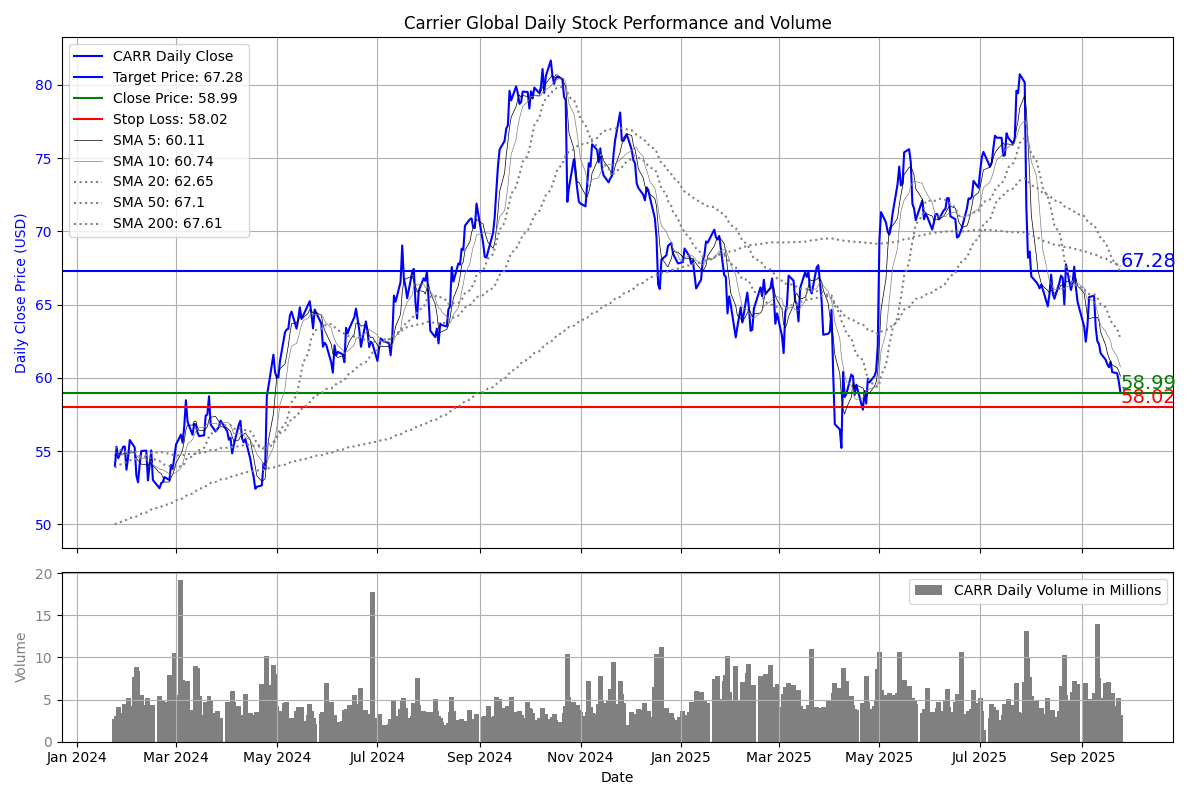 Carrier Global Daily Stock Performance and Volume
CARR Daily Close
Target Price: 67.28
Close Price: 58.99
Stop Loss: 58.02
SMA 5: 60.11
SMA 10: 60.74
SMA 20: 62.65
SMA 50: 67.1
SMA 200: 67.61
Daily Close Price (USD)
80
75
70
65
60
55
50
67.28
58.99
58.02
CARR Daily Volume in Millions
Volume
20
15
10
5
0
Jan 2024 Mar 2024 May 2024 Jul 2024 Sep 2024 Nov 2024 Jan 2025 Mar 2025 May 2025 Jul 2025 Sep 2025
Date